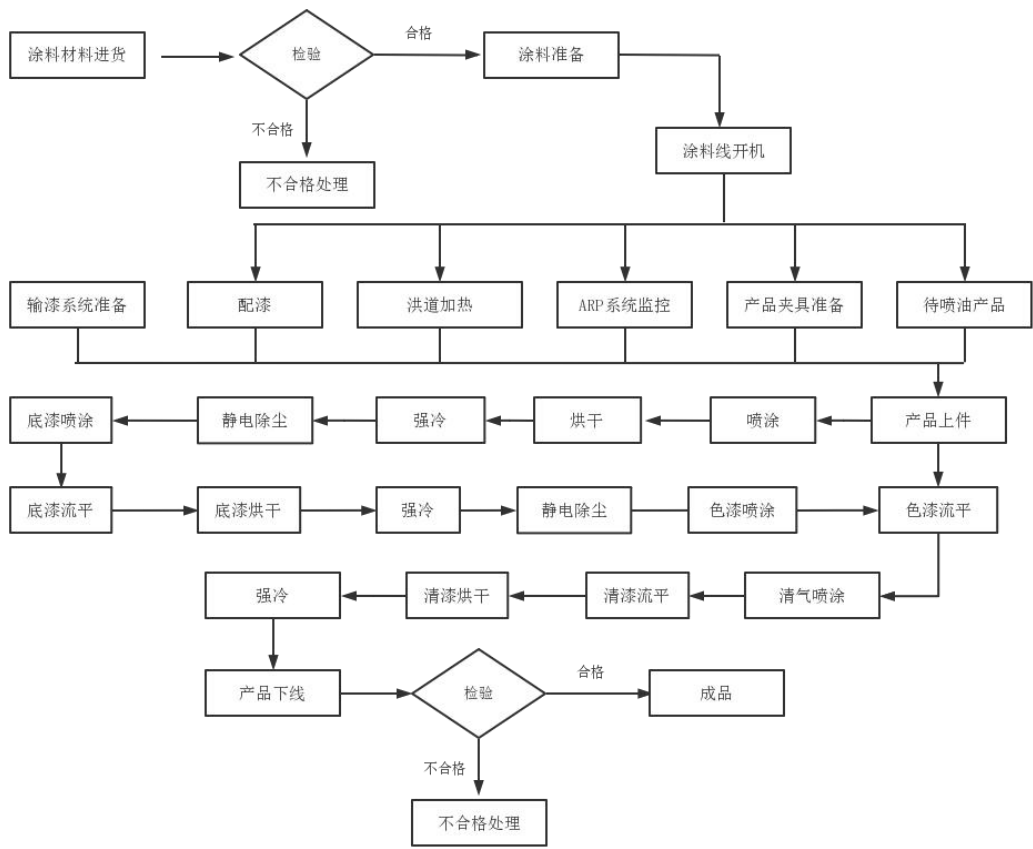 涂料材料进货
检验
合格
涂料准备
不合格
涂料线开机
不合格处理
输漆系统准备
配漆
洪道加热
ARP系统监控
产品夹具准备
待喷油产品
底漆喷涂
静电除尘
强冷
烘干
喷涂
产品上件
底漆流平
底漆烘干
强冷
静电除尘
色漆喷涂
色漆流平
强冷
清漆烘干
清漆流平
清气喷涂
产品下线
检验
合格
成品
不合格
不合格处理